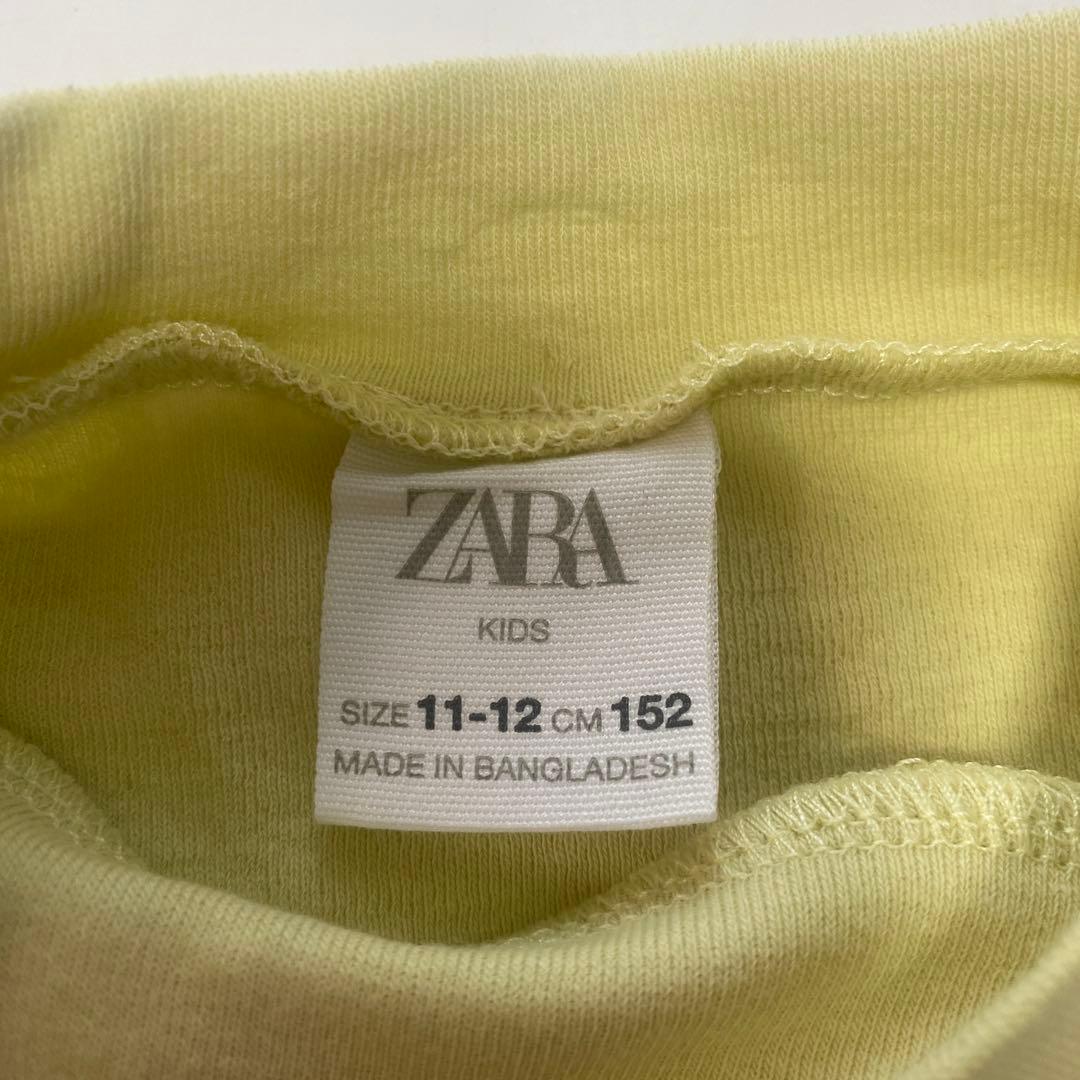 ZARA
KIDS
SIZE 11-12 CM 152
MADE IN BANGLADESH